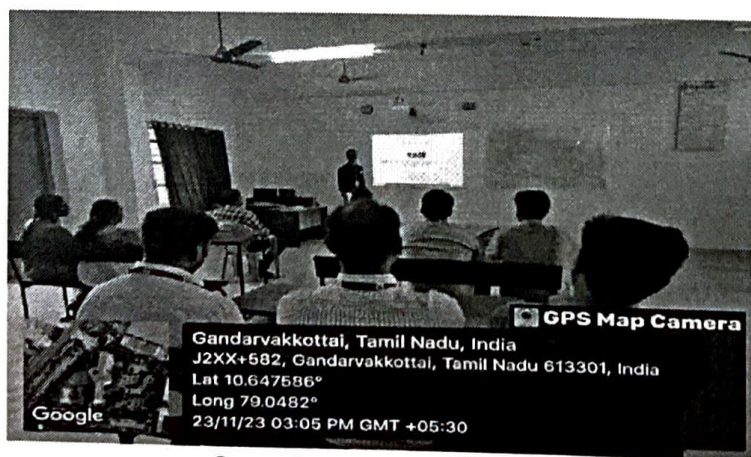 GPS Map Camera
Gandarvakkottai, Tamil Nadu, India
J2XX+582, Gandarvakkottai, Tamil Nadu 613301, India
Lat 10.647586°
Long 79.0482°
23/11/23 03:05 PM GMT +05:30
Google